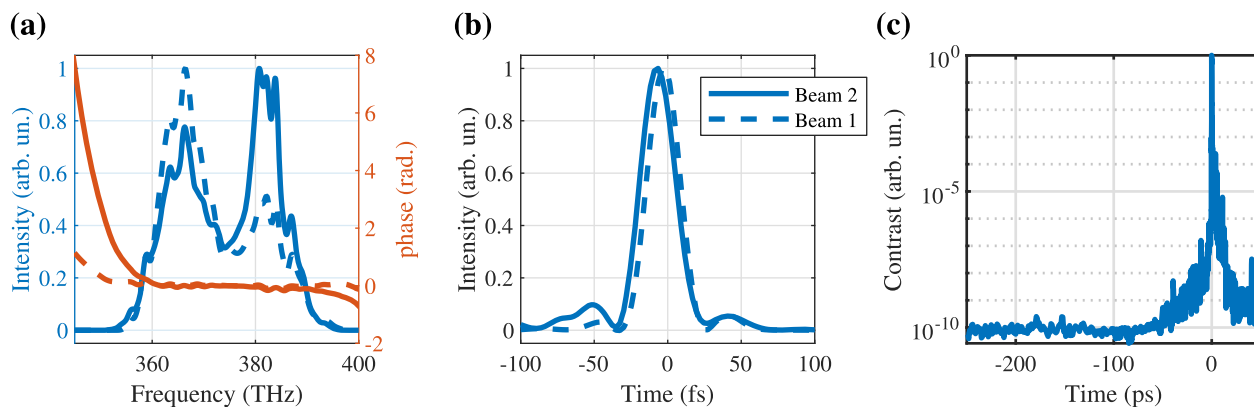 (a)
1
0.8
0.6
0.4
0.2
0
Intensity (arb. un.)
8
6
4
2
0
-2
phase (rad.)
360
380
400
Frequency (THz)
(b)
1
0.8
0.6
0.4
0.2
0
Intensity (arb. un.)
Beam 2
Beam 1
-100
-50
0
50
100
Time (fs)
(c)
10^0
10^-5
10^-10
Contrast (arb. un.)
-200
-100
0
Time (ps)